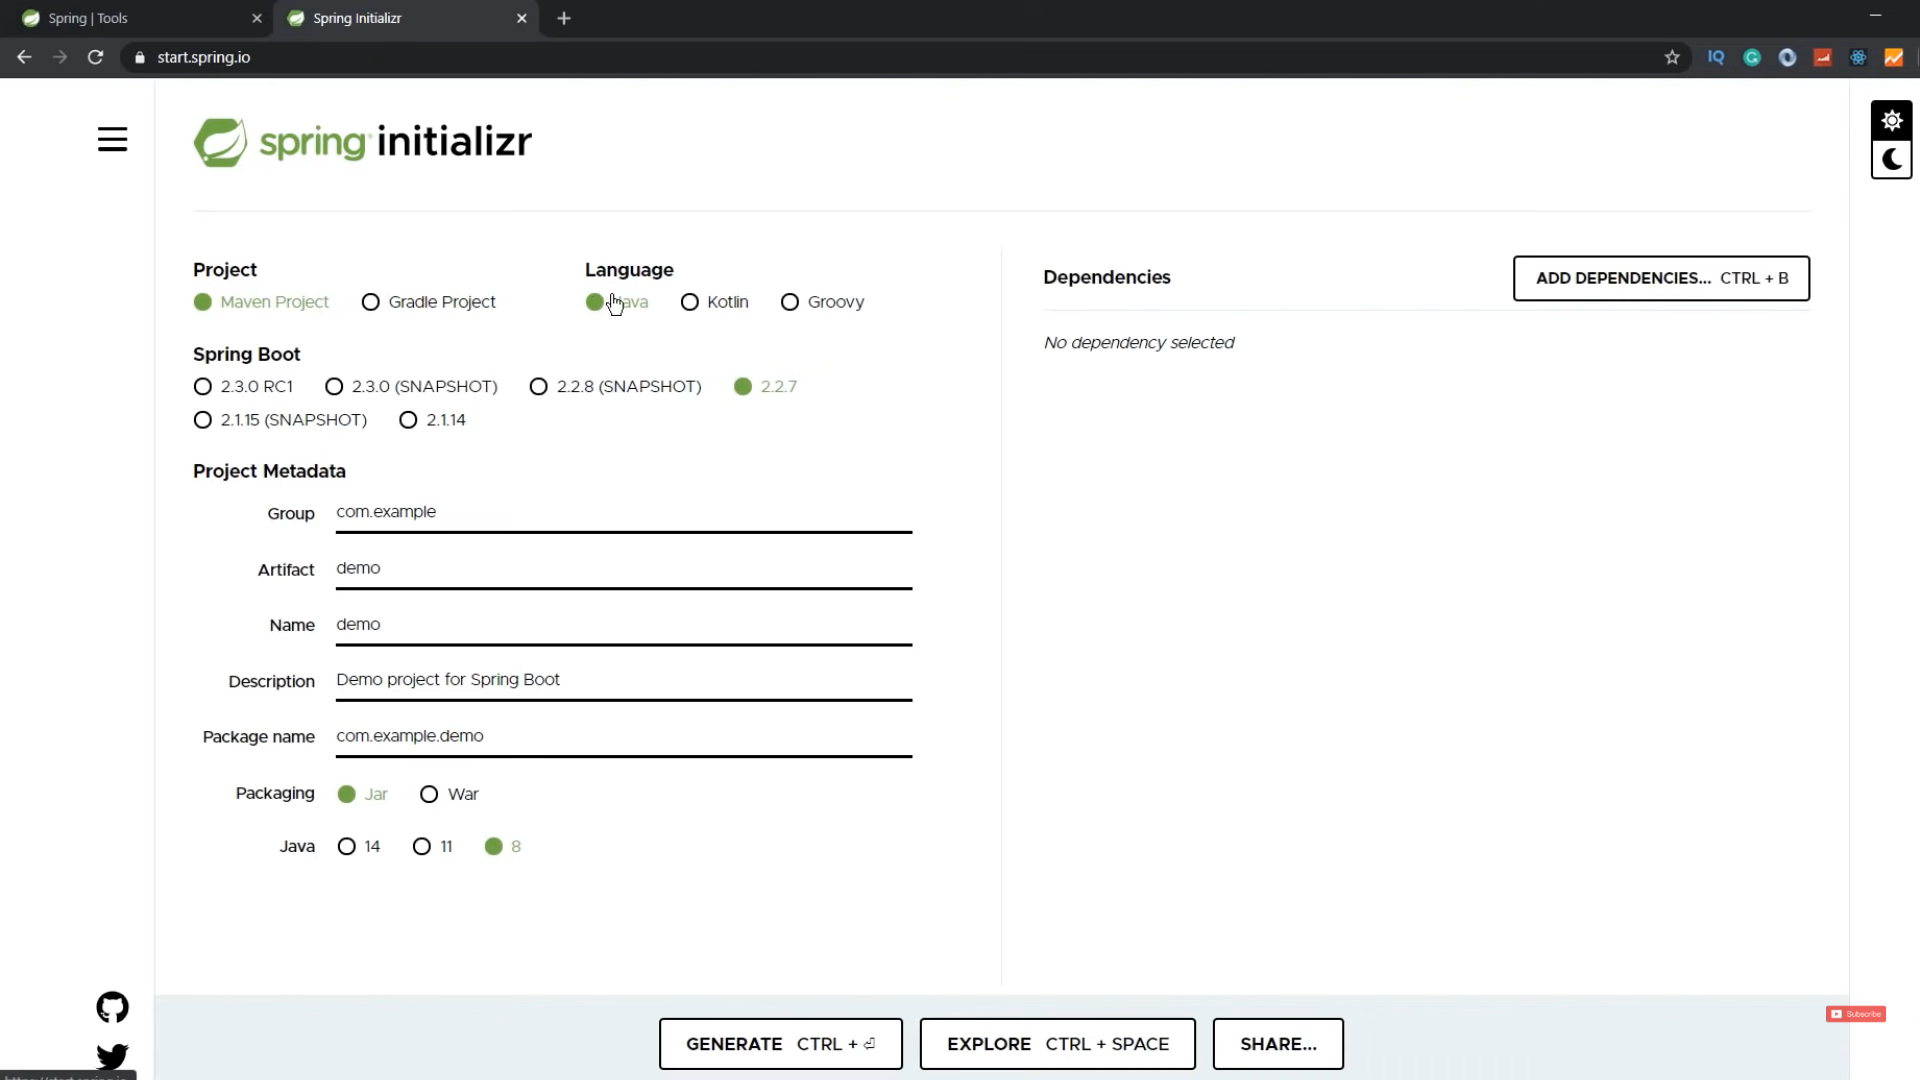 Spring | Tools
Spring Initializr
start.spring.io
IQ
spring initializr
Project
Maven Project
Gradle Project
Language
Java
Kotlin
Groovy
Spring Boot
2.3.0 RC1
2.3.0 (SNAPSHOT)
2.2.8 (SNAPSHOT)
2.2.7
2.1.15 (SNAPSHOT)
2.1.14
Project Metadata
Group
com.example
Artifact
demo
Name
demo
Description
Demo project for Spring Boot
Package name
com.example.demo
Packaging
Jar
War
Java
14
11
8
Dependencies
ADD DEPENDENCIES... CTRL + B
No dependency selected
GENERATE CTRL + ⏎
EXPLORE CTRL + SPACE
SHARE...
Subscribe